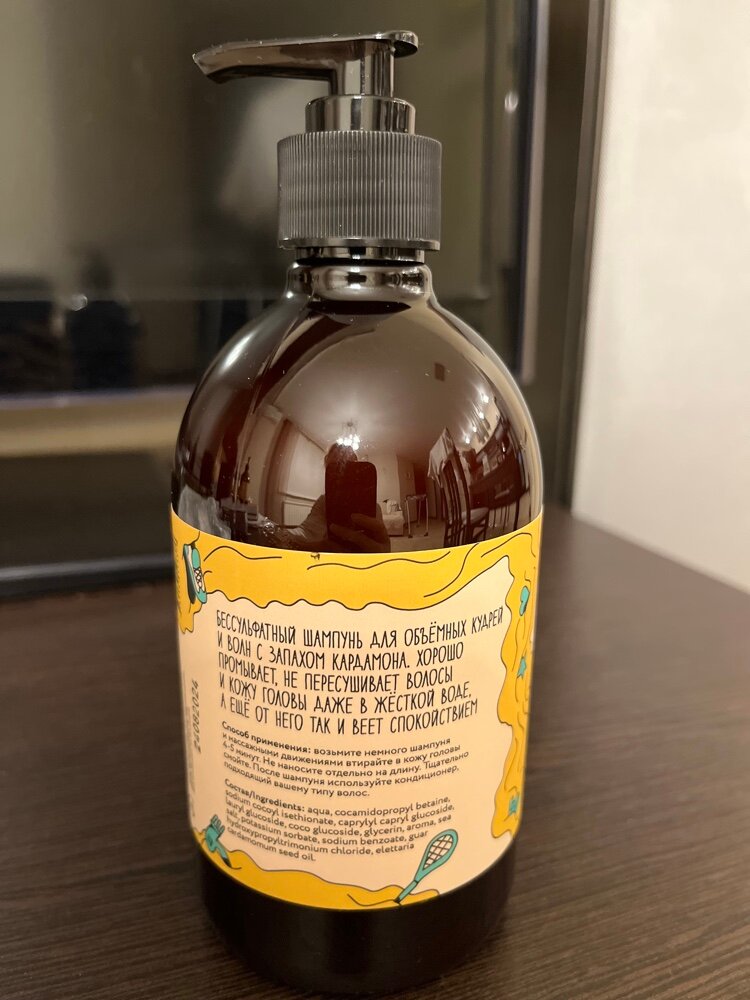 БЕССУЛЬФАТНЫЙ ШАМПУНЬ ДЛЯ ОБЪЁМНЫХ КУДРЕЙ
И ВОЛН С ЗАПАХОМ КАРДАМОНА. ХОРОШО
ПРОМЫВАЕТ, НЕ ПЕРЕСУШИВАЕТ ВОЛОСЫ
И КОЖУ ГОЛОВЫ ДАЖЕ В ЖЁСТКОЙ ВОДЕ,
А ЕЩЁ ОТ НЕГО ТАК И ВЕЕТ СПОКОЙСТВИЕМ
Способ применения: возьмите немного шампуня
и массажными движениями втирайте в кожу головы
4-5 минут. Не наносите отдельно на длину. Тщательно
смойте. После шампуня используйте кондиционер,
подходящий вашему типу волос.
Состав/Ingredients: aqua, cocamidopropyl betaine,
sodium cocoyl isethionate, caprylyl capryl glucoside,
lauryl glucoside, coco glucoside, glycerin, aroma, sea
salt, potassium sorbate, sodium benzoate, guar
hydroxypropyltrimonium chloride, elettaria
cardamomum seed oil.